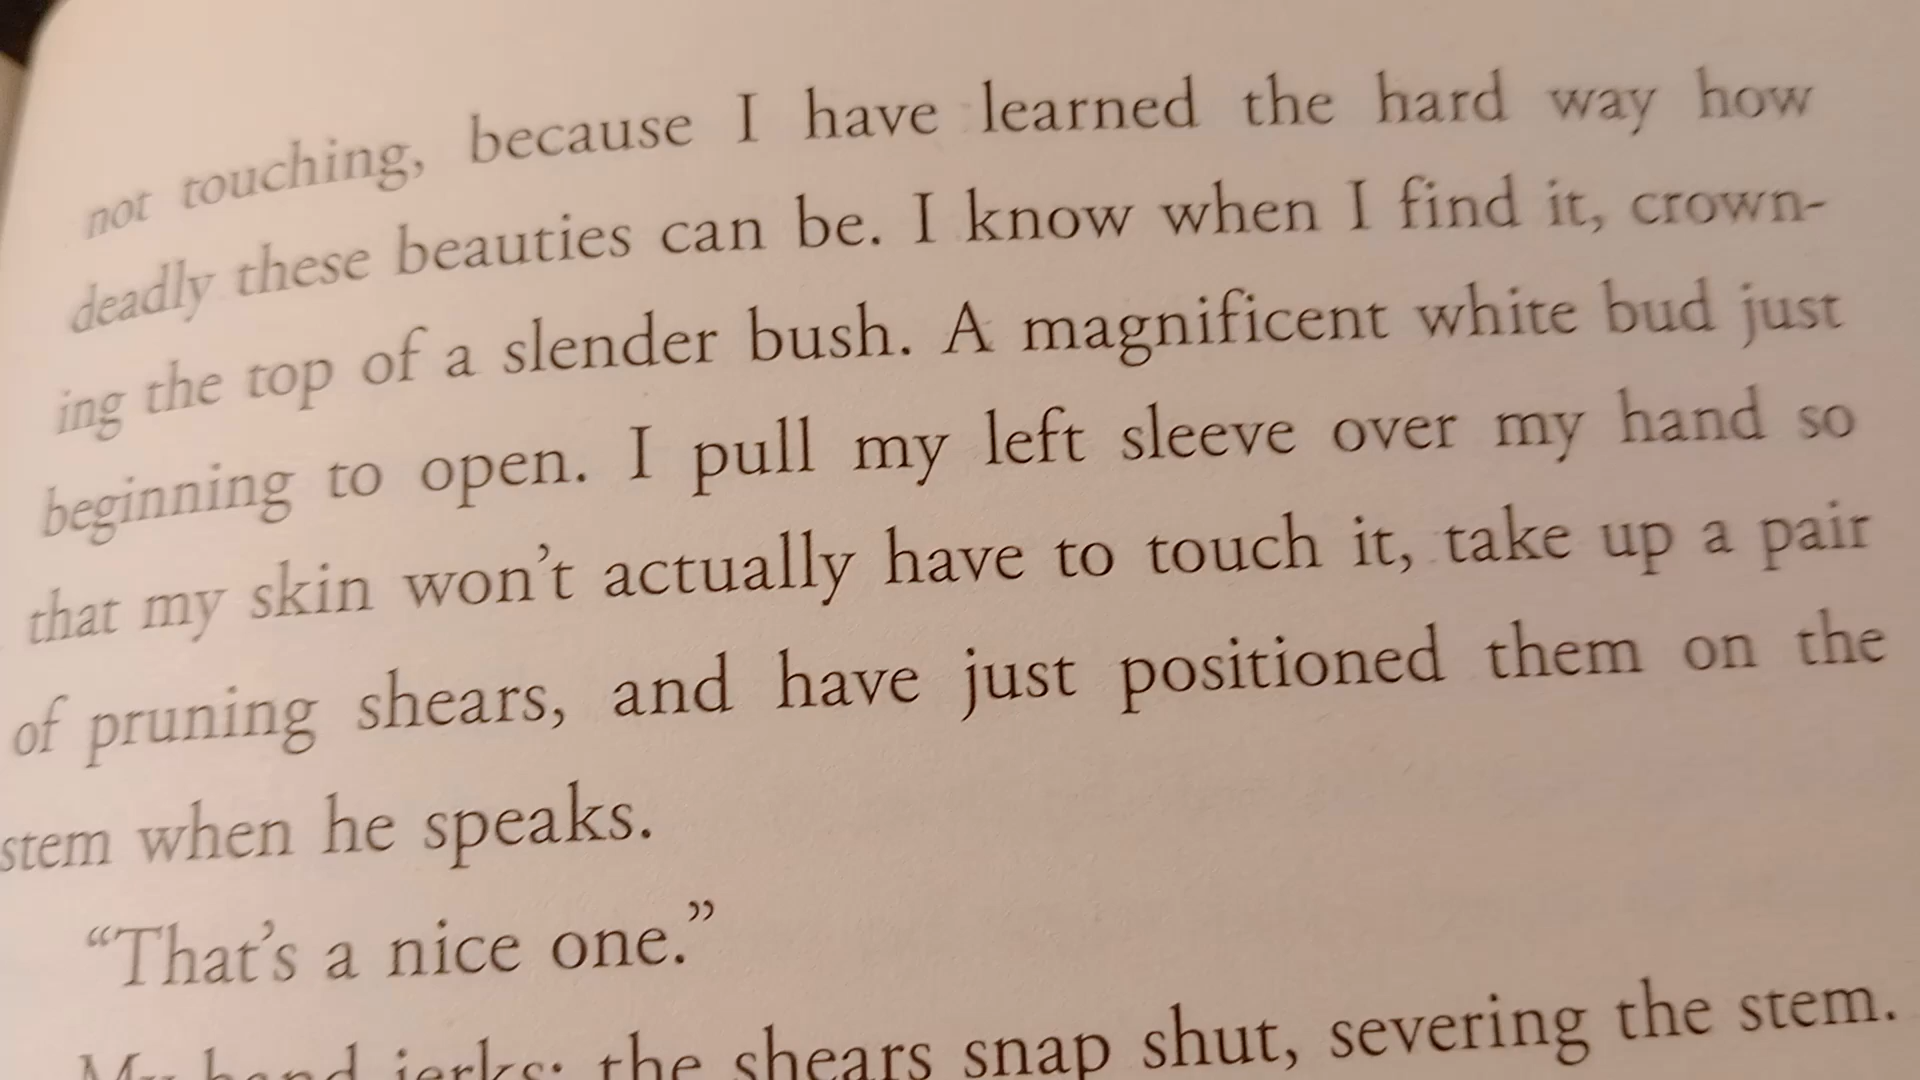 not touching, because I have learned the hard way how
deadly these beauties can be. I know when I find it, crown-
ing the top of a slender bush. A magnificent white bud just
beginning to open. I pull my left sleeve over my hand so
that my skin won’t actually have to touch it, take up a pair
of pruning shears, and have just positioned them on the
stem when he speaks.
“That’s a nice one.”
My hand jerks; the shears snap shut, severing the stem.